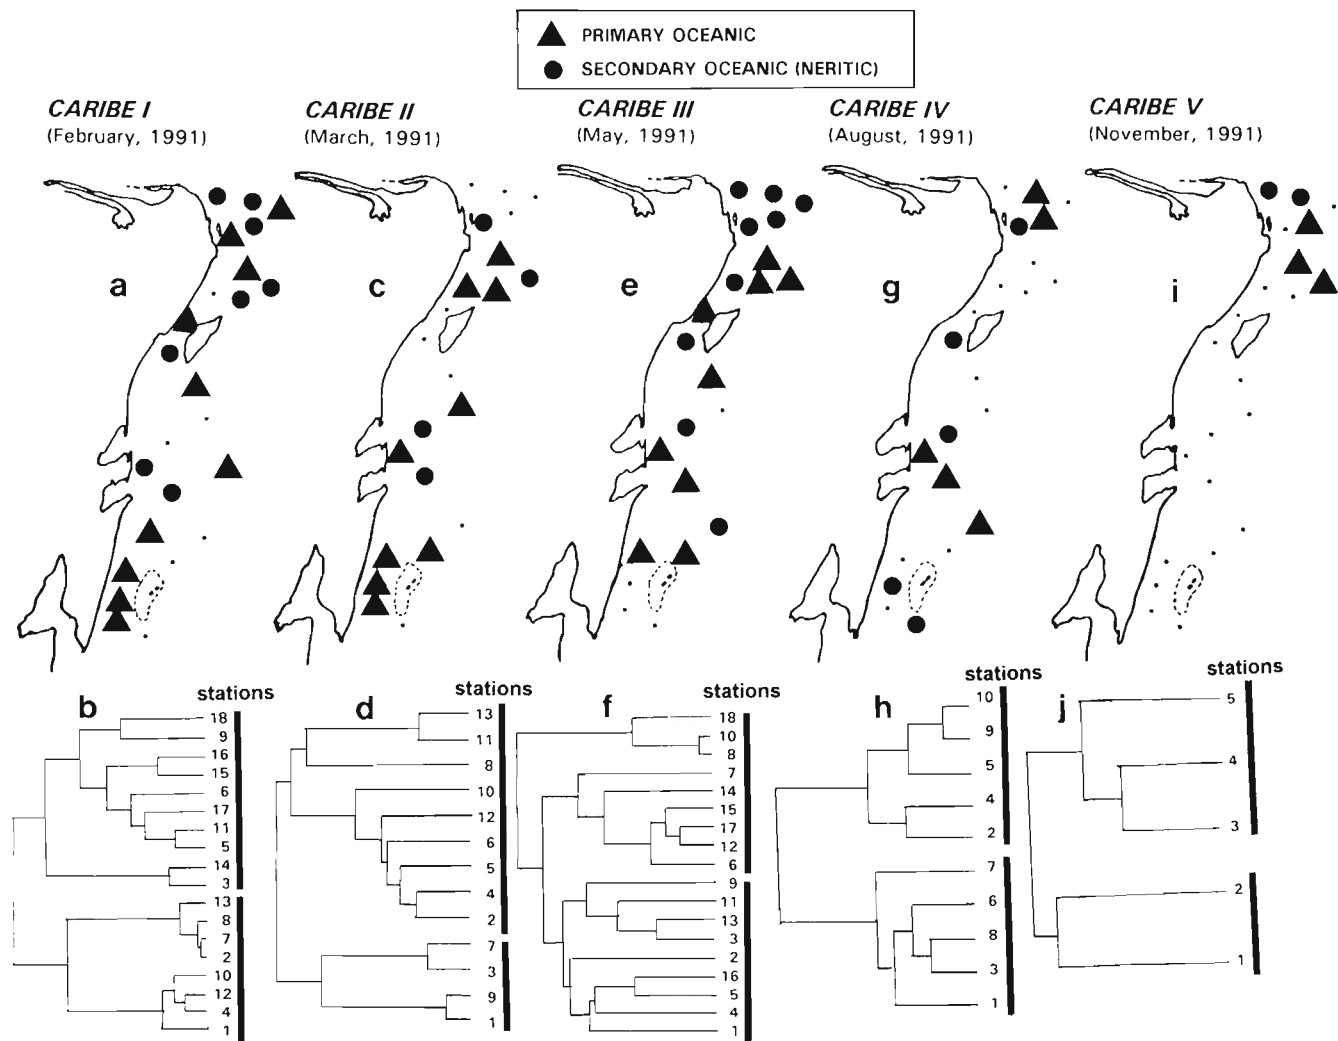 PRIMARY OCEANIC
SECONDARY OCEANIC (NERITIC)
CARIBE I
(February, 1991)
CARIBE II
(March, 1991)
CARIBE III
(May, 1991)
CARIBE IV
(August, 1991)
CARIBE V
(November, 1991)
a
c
e
g
i
b
stations
18
9
16
15
6
17
11
5
14
3
13
8
7
2
10
12
4
1
d
stations
13
11
8
10
12
6
5
4
2
7
3
9
1
f
stations
18
10
8
7
14
15
17
12
6
9
11
13
3
2
16
5
4
1
h
stations
10
9
5
4
2
7
6
8
3
1
j
stations
5
4
3
2
1